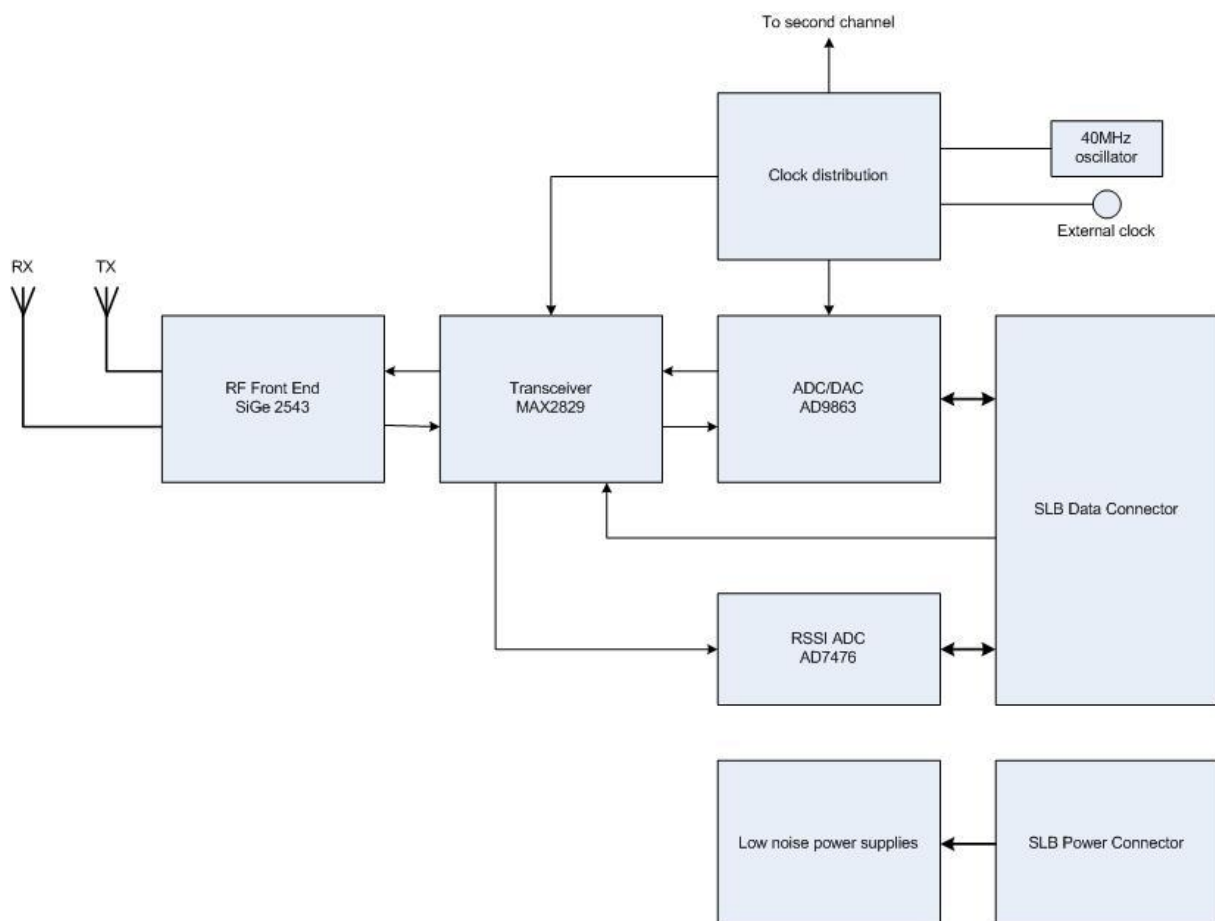 To second channel
40MHz
oscillator
Clock distribution
External clock
RX
TX
RF Front End
SiGe 2543
Transceiver
MAX2829
ADC/DAC
AD9863
SLB Data Connector
RSSI ADC
AD7476
Low noise power supplies
SLB Power Connector